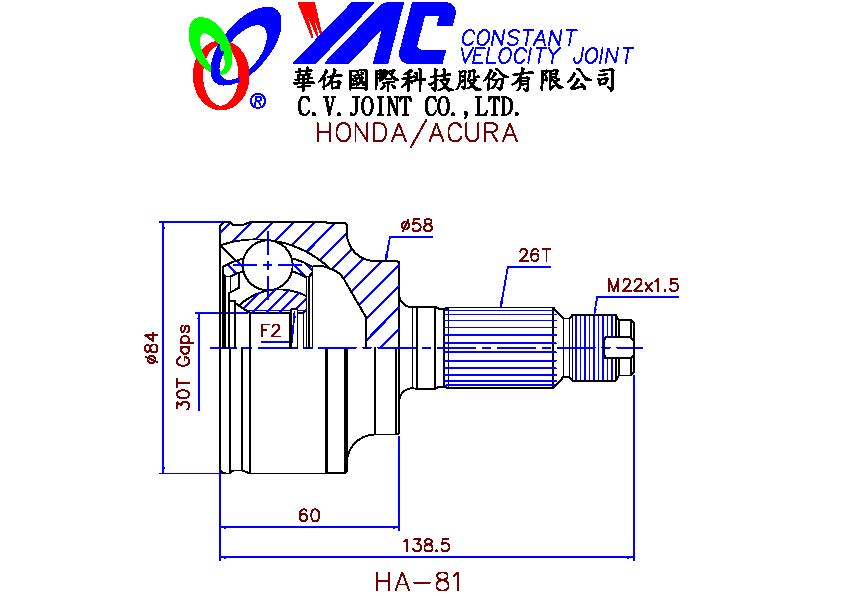 YAC
CONSTANT
VELOCITY JOINT
®
華佑國際科技股份有限公司
C.V.JOINT CO.,LTD.
HONDA/ACURA
ø58
26T
M22x1.5
ø84
30T Gaps
F2
60
138.5
HA-81